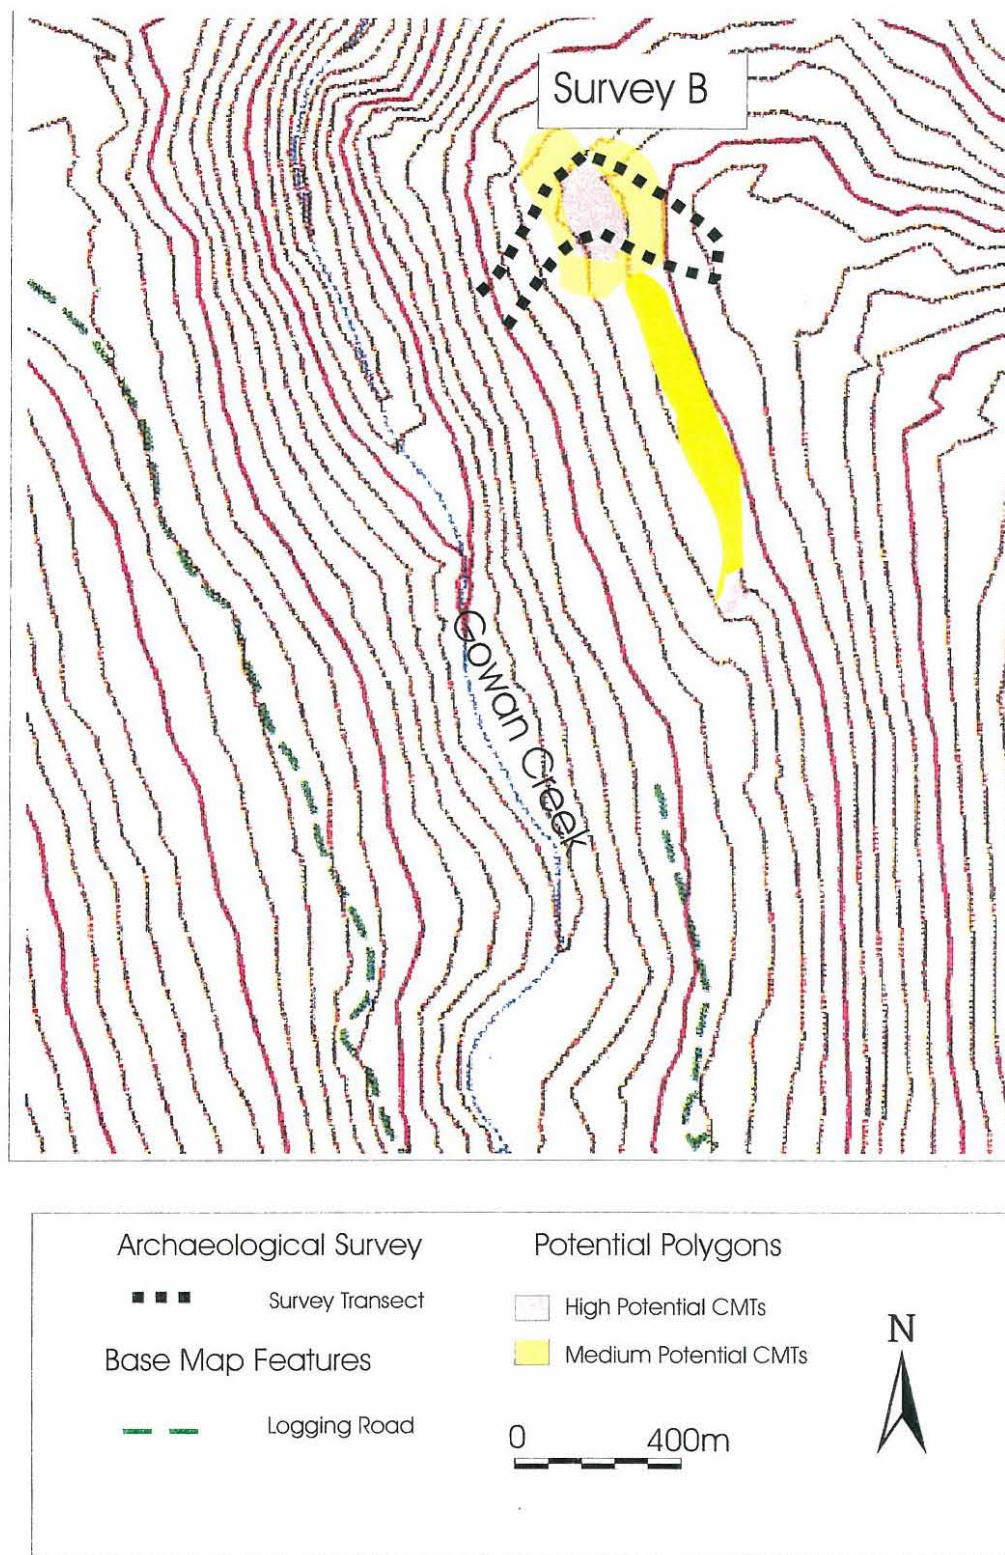 Survey B
Gowan Creek
Archaeological Survey
Survey Transect
Base Map Features
Logging Road
Potential Polygons
High Potential CMTs
Medium Potential CMTs
0 400m
N